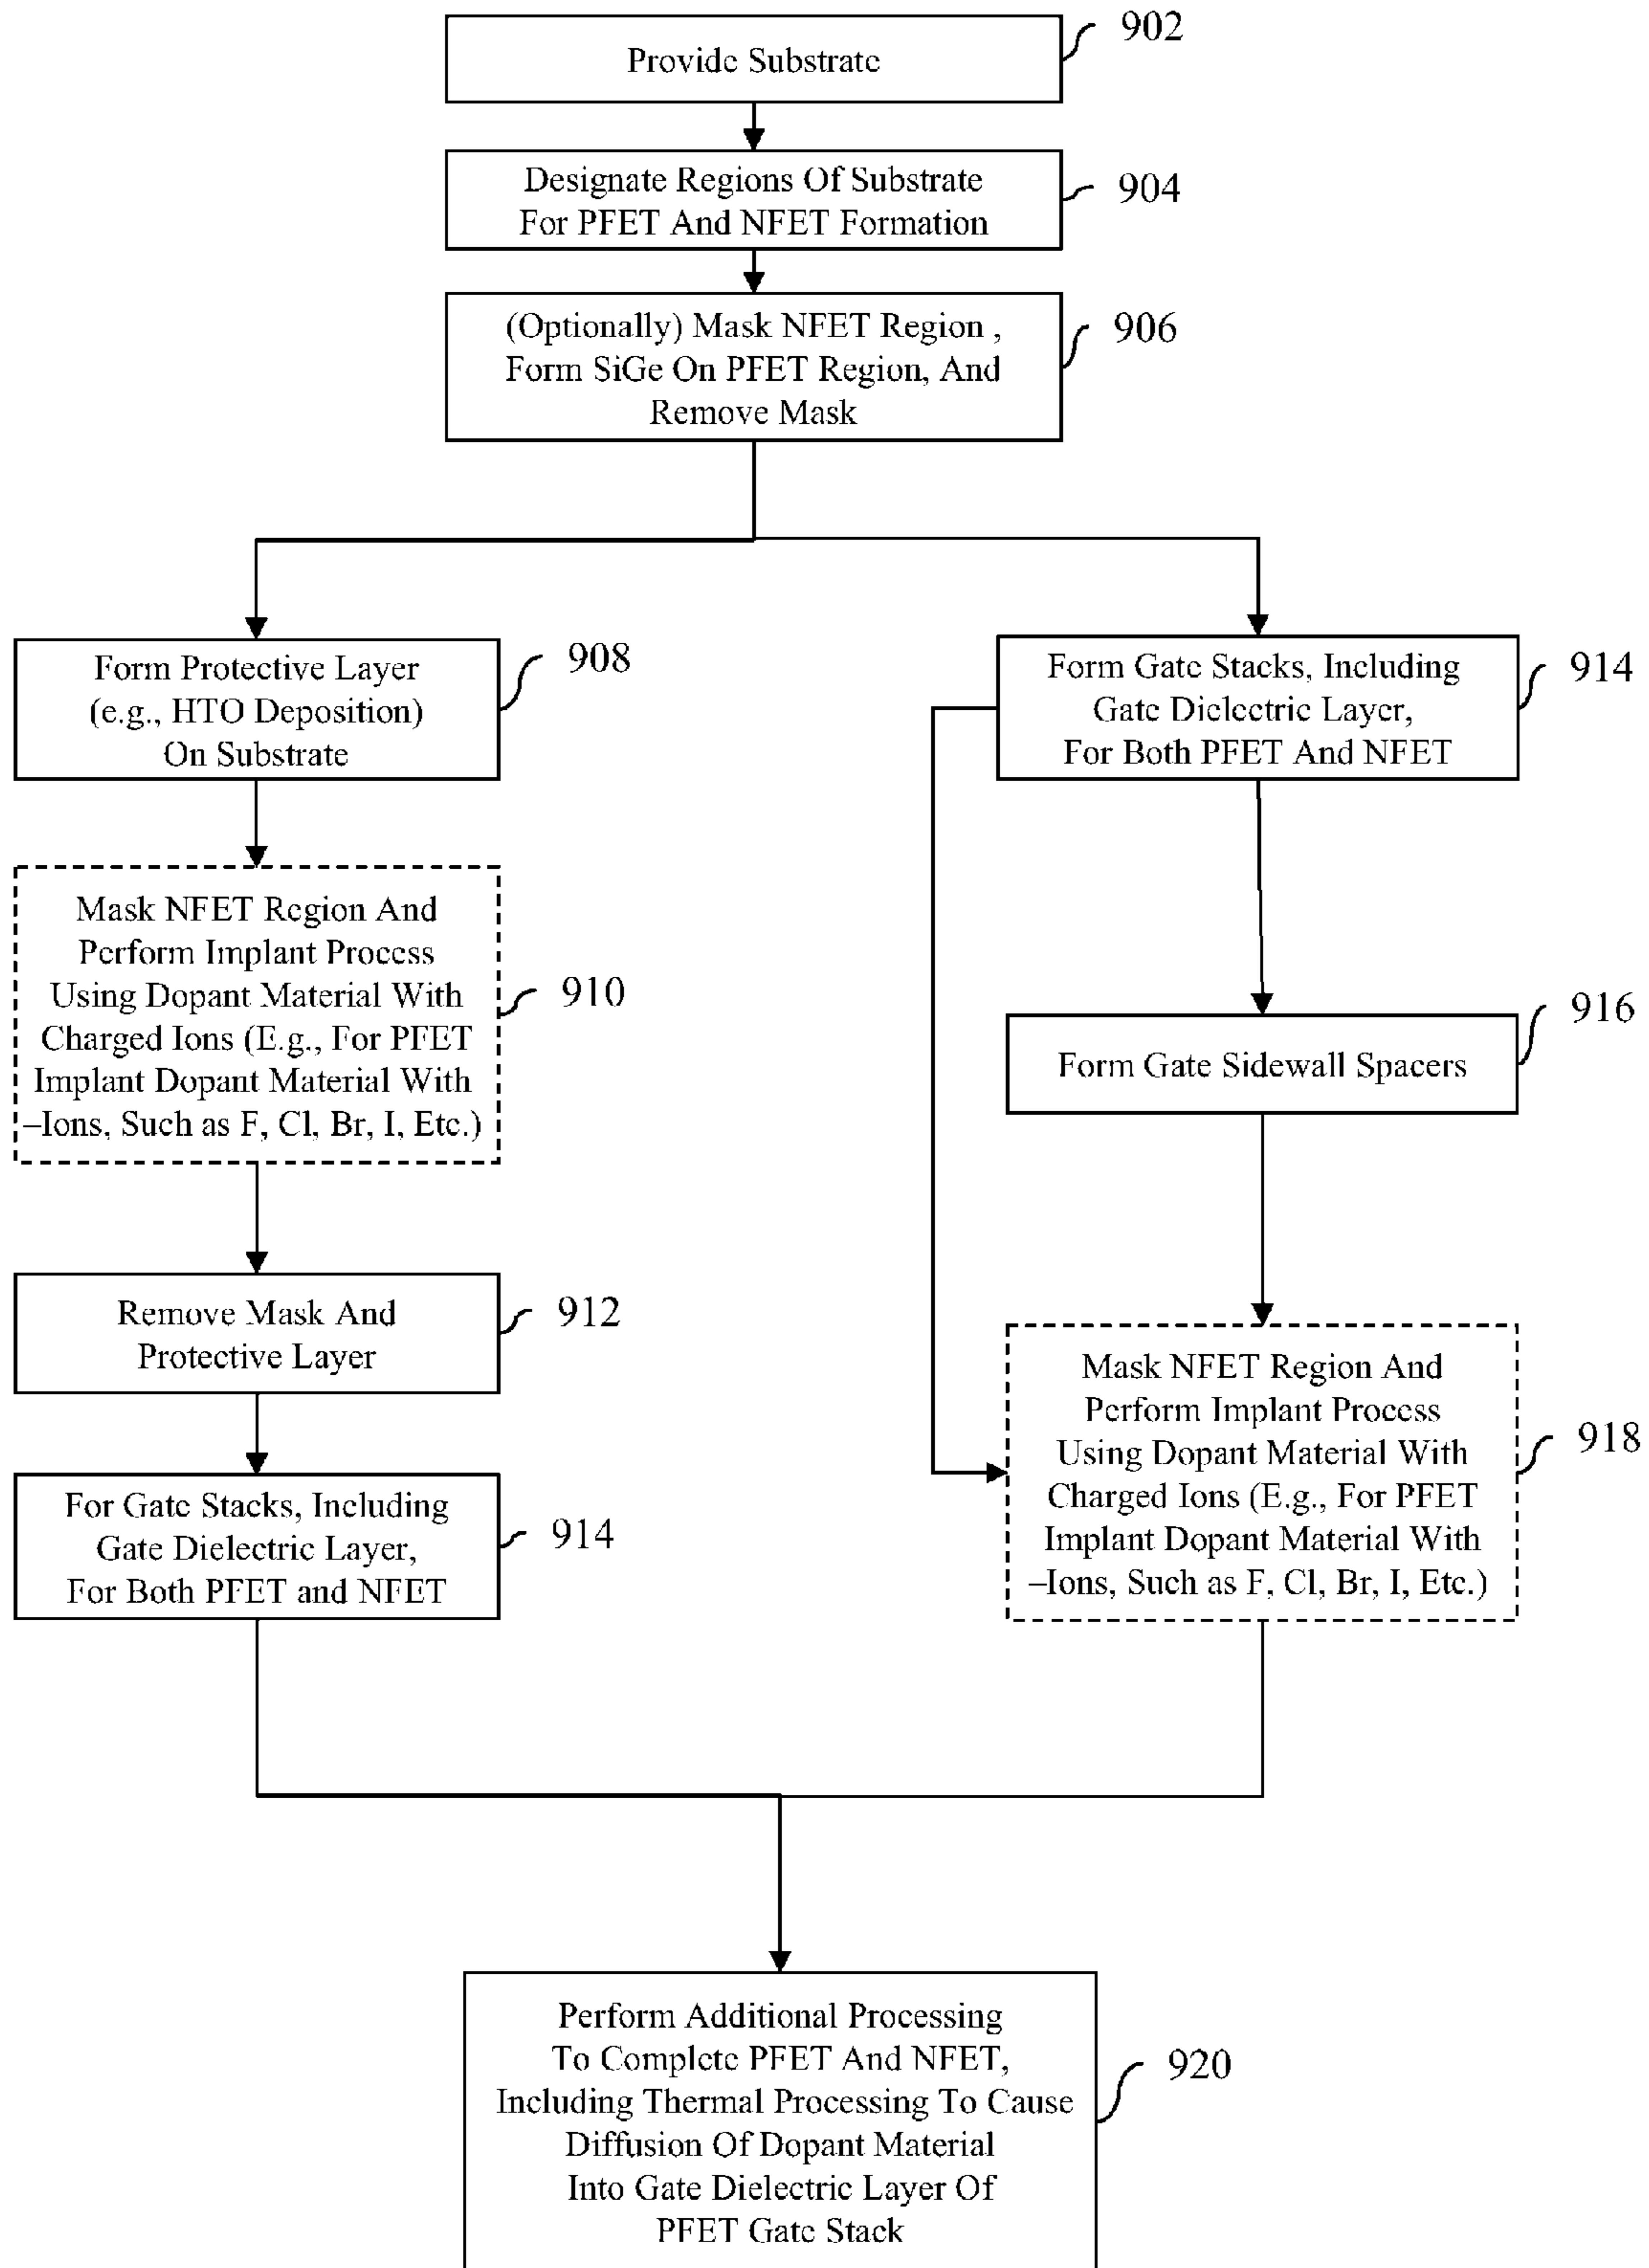 Provide Substrate
902
Designate Regions Of Substrate
For PFET And NFET Formation
904
(Optionally) Mask NFET Region ,
Form SiGe On PFET Region, And
Remove Mask
906
Form Protective Layer
(e.g., HTO Deposition)
On Substrate
908
Mask NFET Region And
Perform Implant Process
Using Dopant Material With
Charged Ions (E.g., For PFET
Implant Dopant Material With
–Ions, Such as F, Cl, Br, I, Etc.)
910
Remove Mask And
Protective Layer
912
For Gate Stacks, Including
Gate Dielectric Layer,
For Both PFET and NFET
914
Form Gate Stacks, Including
Gate Dielectric Layer,
For Both PFET And NFET
914
Form Gate Sidewall Spacers
916
Mask NFET Region And
Perform Implant Process
Using Dopant Material With
Charged Ions (E.g., For PFET
Implant Dopant Material With
–Ions, Such as F, Cl, Br, I, Etc.)
918
Perform Additional Processing
To Complete PFET And NFET,
Including Thermal Processing To Cause
Diffusion Of Dopant Material
Into Gate Dielectric Layer Of
PFET Gate Stack
920